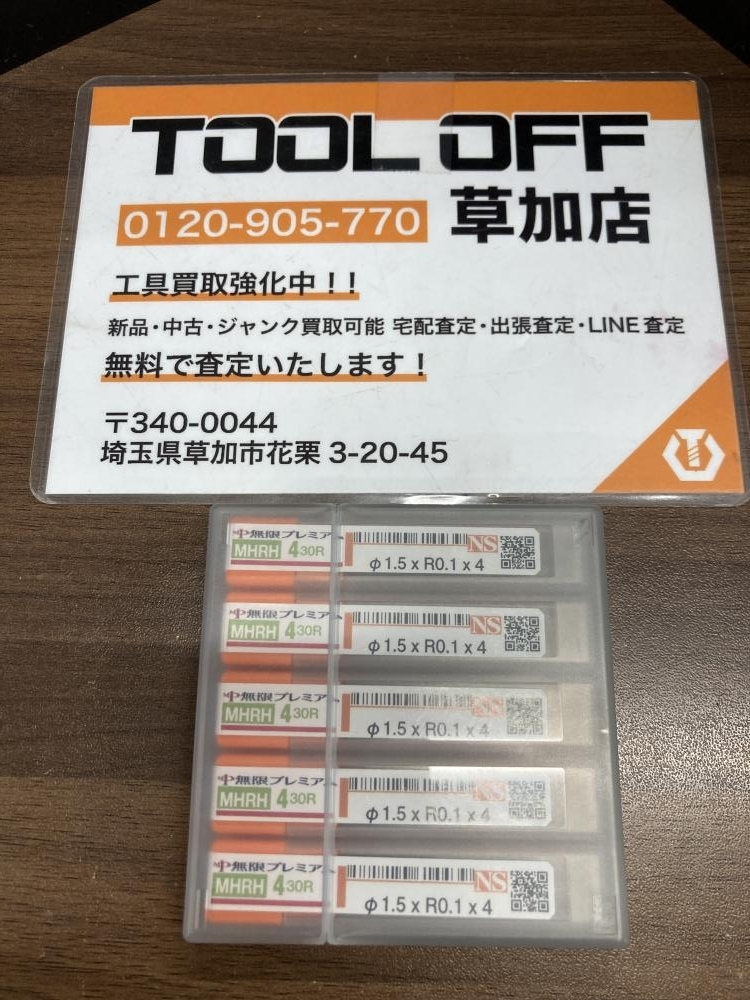 TOOL OFF
0120-905-770 草加店
工具買取強化中！！
新品・中古・ジャンク買取可能 宅配査定・出張査定・LINE査定
無料で査定いたします！
〒340-0044
埼玉県草加市花栗 3-20-45
無限プレミアム
MHRH 430R NS
φ1.5 x R0.1 x 4
無限プレミアム
MHRH 430R NS
φ1.5 x R0.1 x 4
無限プレミアム
MHRH 430R NS
φ1.5 x R0.1 x 4
無限プレミア
MHRH 430R NS
φ1.5 x R0.1 x 4
無限プレミアム
MHRH 430R NS
φ1.5 x R0.1 x 4